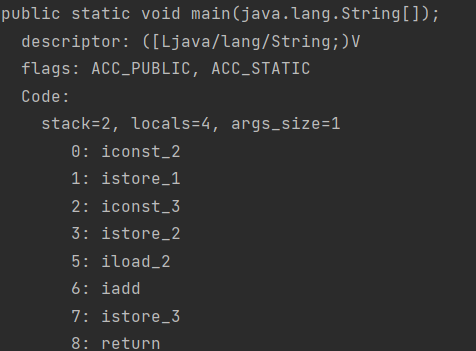 public static void main(java.lang.String[]);
descriptor: ([Ljava/lang/String;)V
flags: ACC_PUBLIC, ACC_STATIC
Code:
stack=2, locals=4, args_size=1
0: iconst_2
1: istore_1
2: iconst_3
3: istore_2
5: iload_2
6: iadd
7: istore_3
8: return